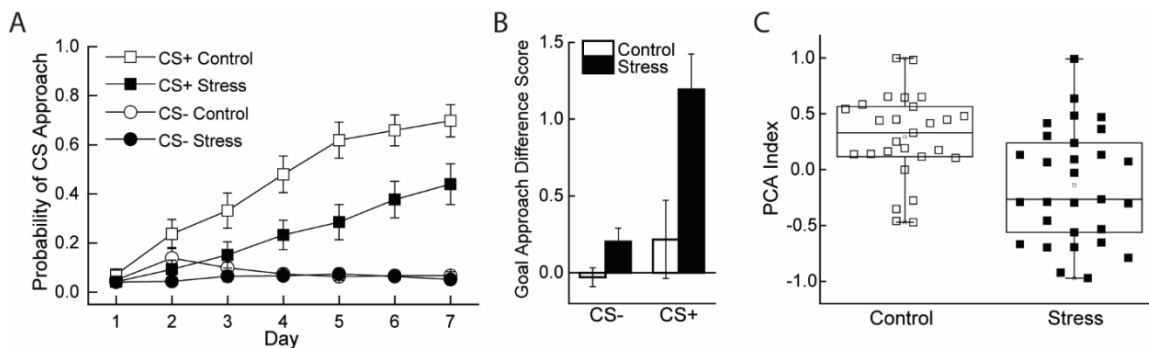 A
Probability of CS Approach
1.0
0.8
0.6
0.4
0.2
0.0
CS+ Control
CS+ Stress
CS- Control
CS- Stress
1 2 3 4 5 6 7
Day
B
Goal Approach Difference Score
1.5
1.0
0.5
0.0
Control
Stress
CS- CS+
C
PCA Index
1.0
0.5
0.0
-0.5
-1.0
Control Stress